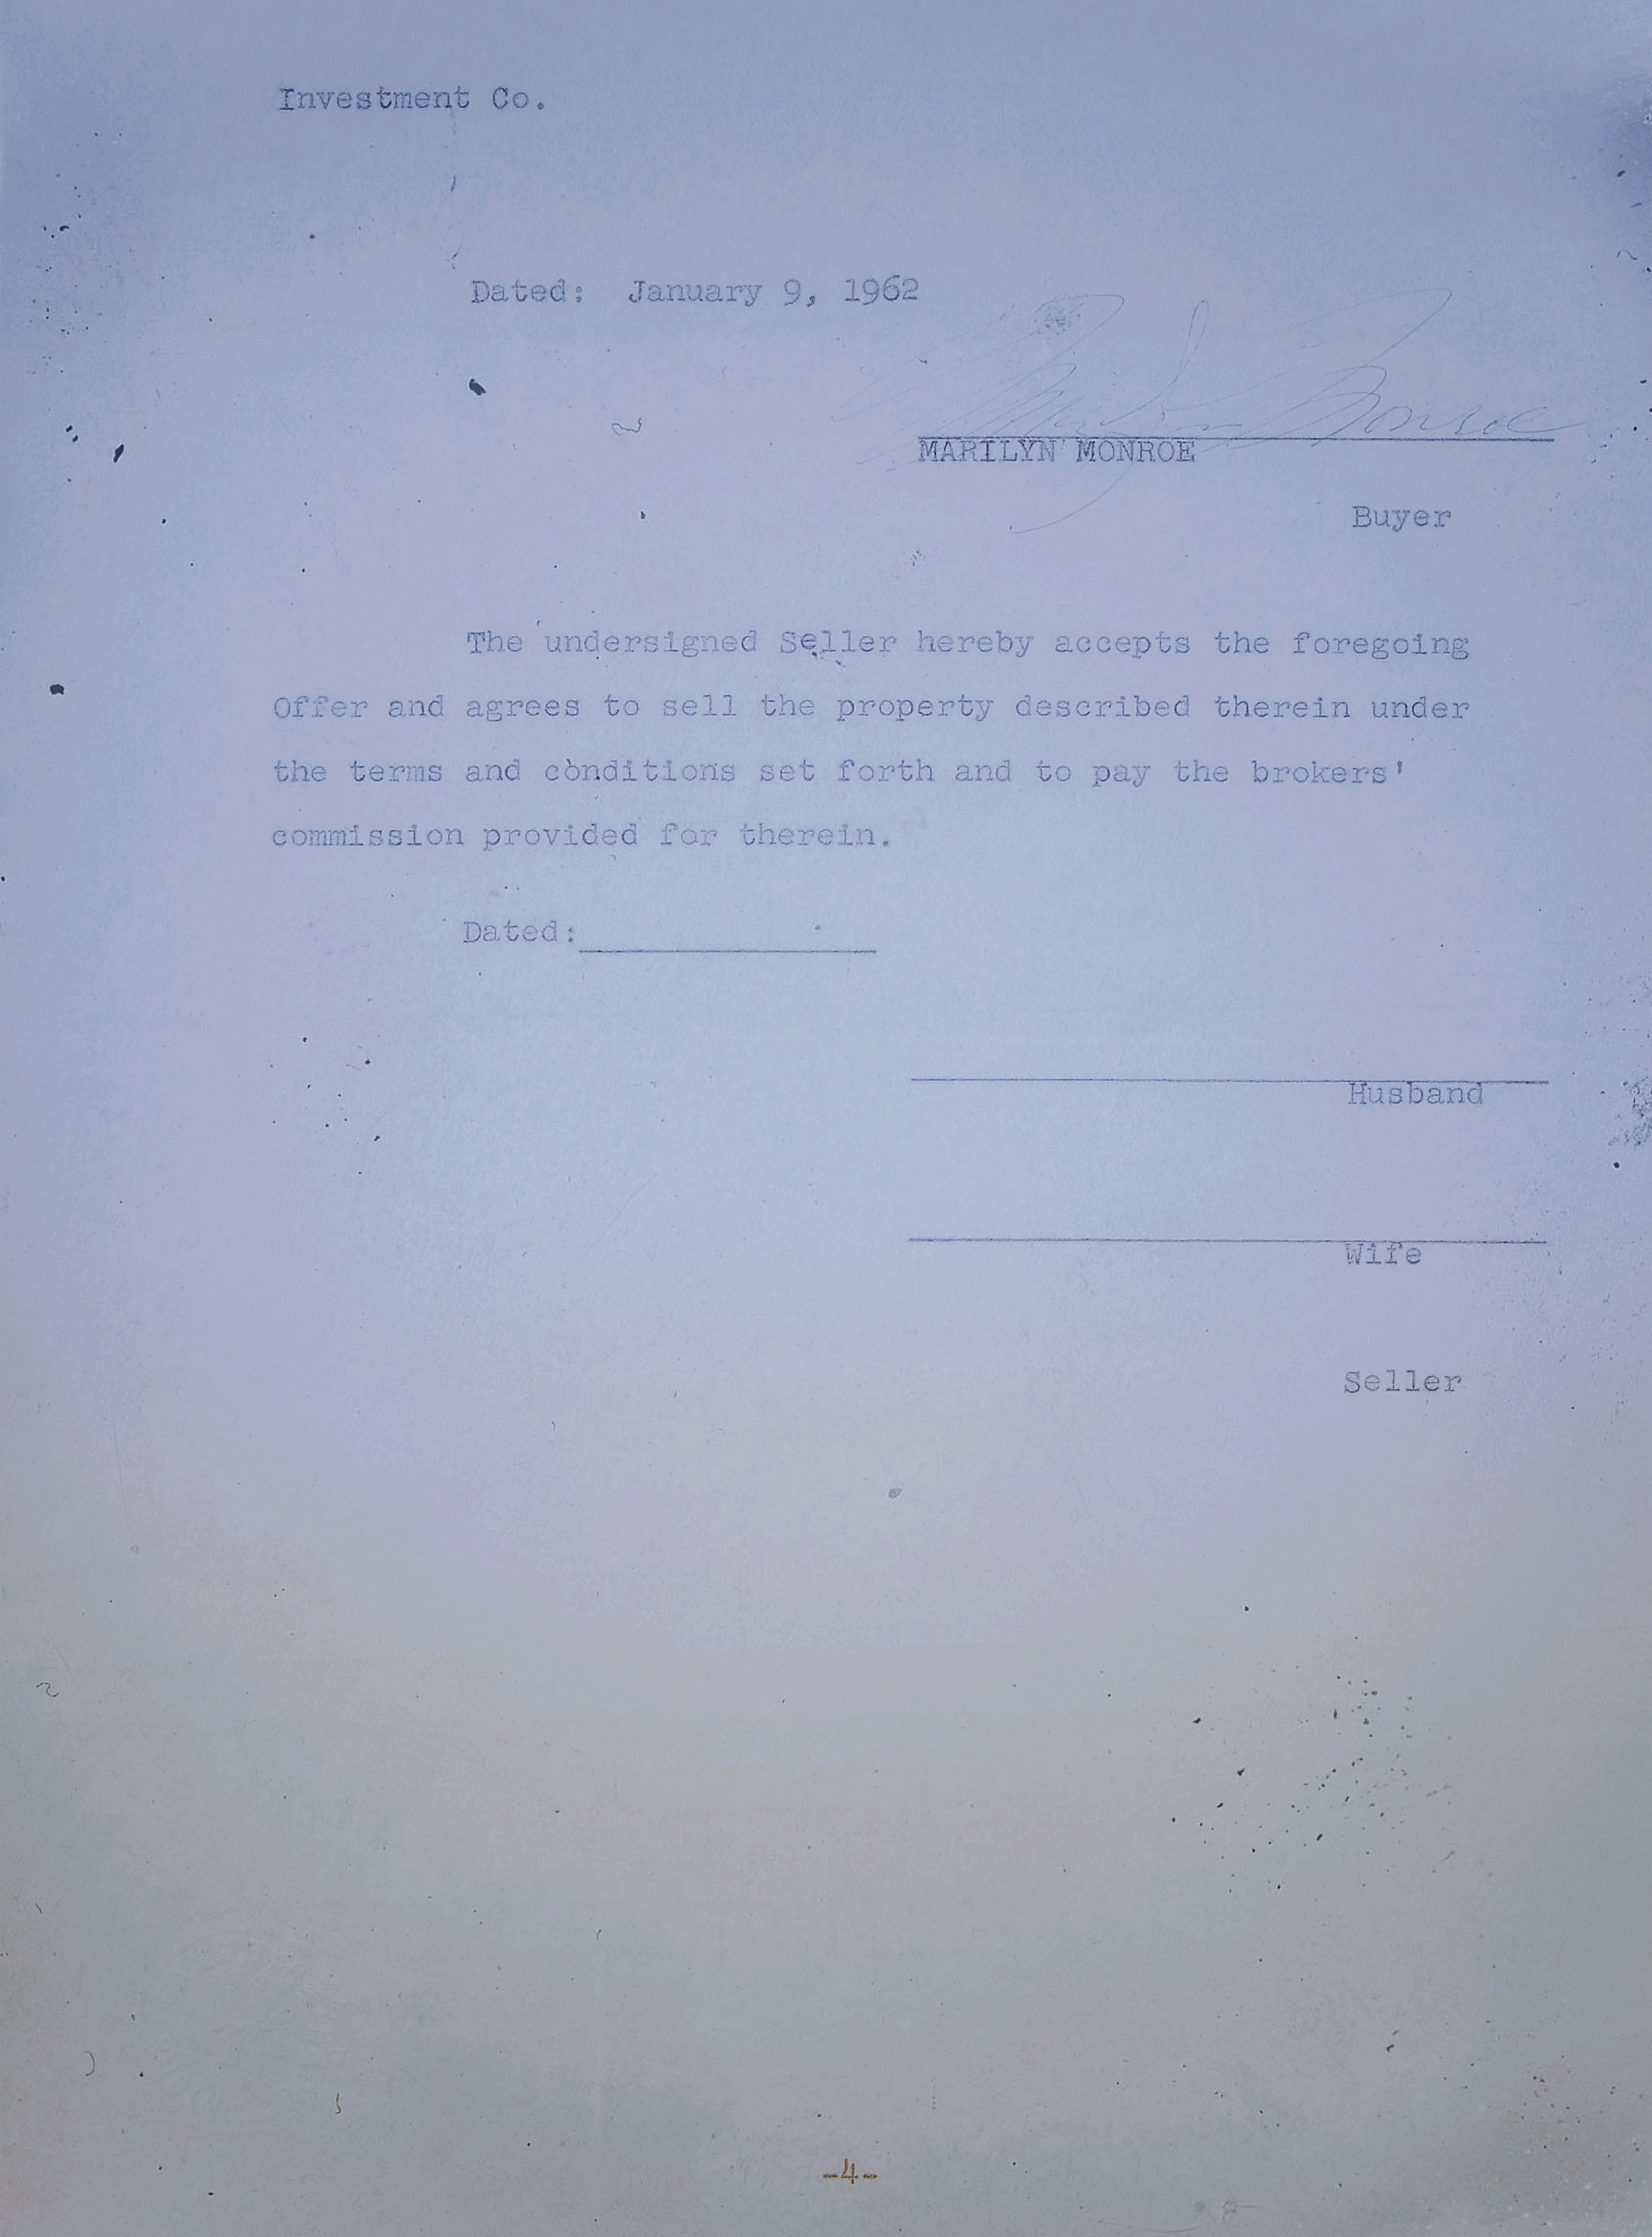 Investment Co.
Dated: January 9, 1962
Marilyn Monroe
MARILYN MONROE
Buyer
The undersigned Seller hereby accepts the foregoing
Offer and agrees to sell the property described therein under
the terms and conditions set forth and to pay the brokers'
commission provided for therein.
Dated:
Husband
Wife
Seller
-4-